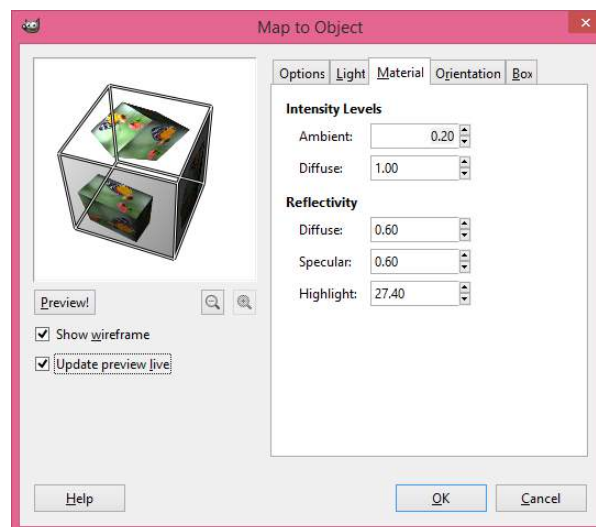 Map to Object
Options Light Material Orientation Box
Intensity Levels
Ambient: 0.20
Diffuse: 1.00
Reflectivity
Diffuse: 0.60
Specular: 0.60
Highlight: 27.40
Preview!
Show wireframe
Update preview live
Help OK Cancel